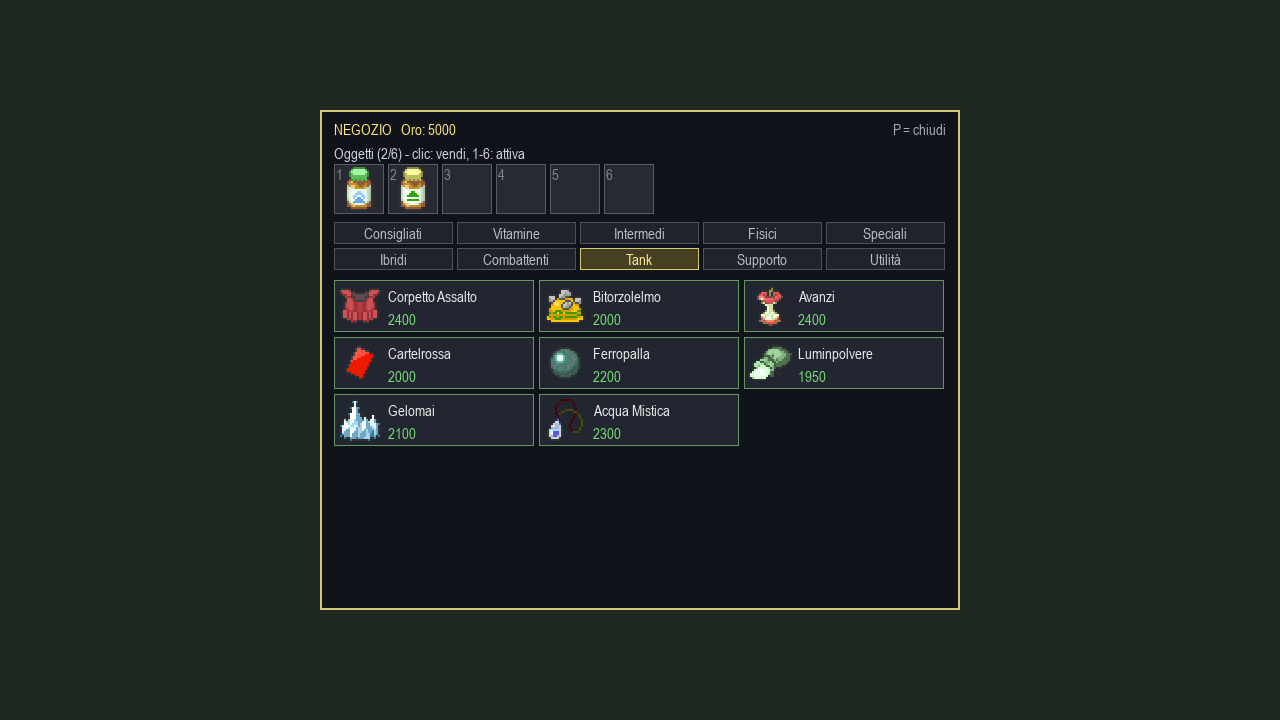 NEGOZIO Oro: 5000
P = chiudi
Oggetti (2/6) - clic: vendi, 1-6: attiva
1 2 3 4 5 6
Consigliati Vitamine Intermedi Fisici Speciali
Ibridi Combattenti Tank Supporto Utilità
Corpetto Assalto
2400
Bitorzolelmo
2000
Avanzi
2400
Cartelrossa
2000
Ferropalla
2200
Luminpolvere
1950
Gelomai
2100
Acqua Mistica
2300